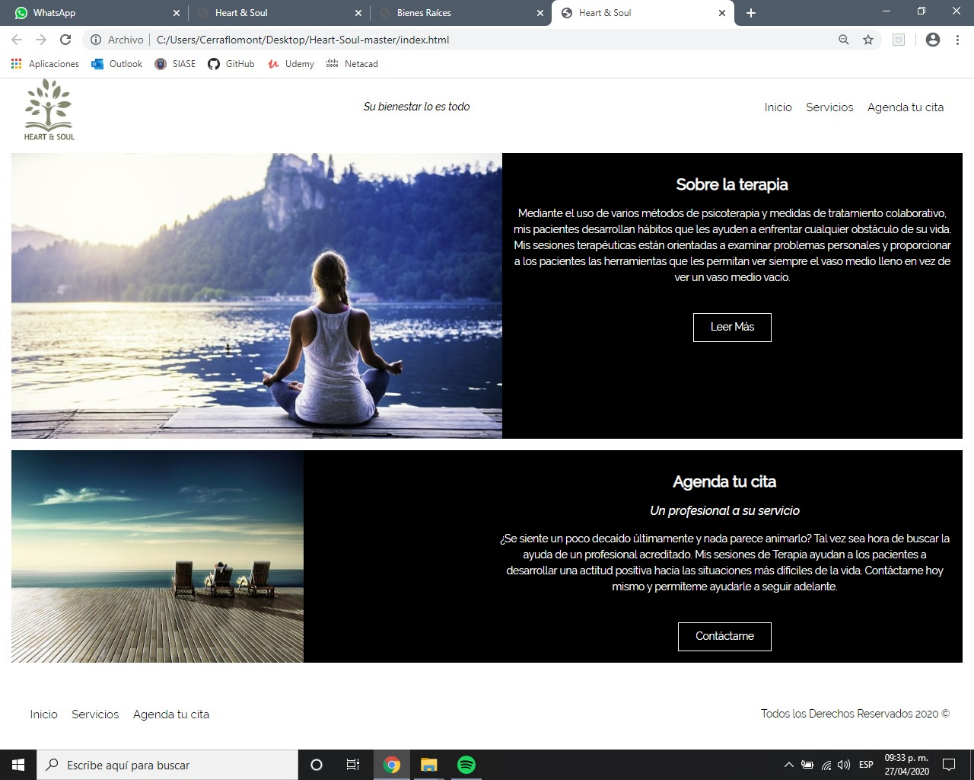 WhatsApp
Heart & Soul
Bienes Raíces
Heart & Soul
Archivo
C:/Users/Cerraflomont/Desktop/Heart-Soul-master/index.html
Aplicaciones
Outlook
SIASE
GitHub
Udemy
Netacad
HEART & SOUL
Su bienestar lo es todo
Inicio
Servicios
Agenda tu cita
Sobre la terapia
Mediante el uso de varios métodos de psicoterapia y medidas de tratamiento colaborativo,
mis pacientes desarrollan hábitos que les ayuden a enfrentar cualquier obstáculo de su vida.
Mis sesiones terapéuticas están orientadas a examinar problemas personales y proporcionar
a los pacientes las herramientas que les permitan ver siempre el vaso medio lleno en vez de
ver un vaso medio vacío.
Leer Más
Agenda tu cita
Un profesional a su servicio
¿Se siente un poco decaído últimamente y nada parece animarlo? Tal vez sea hora de buscar la
ayuda de un profesional acreditado. Mis sesiones de Terapia ayudan a los pacientes a
desarrollar una actitud positiva hacia las situaciones más difíciles de la vida. Contáctame hoy
mismo y permíteme ayudarle a seguir adelante.
Contáctame
Inicio
Servicios
Agenda tu cita
Todos los Derechos Reservados 2020 ©
Escribe aquí para buscar
ESP
09:33 p. m.
27/04/2020